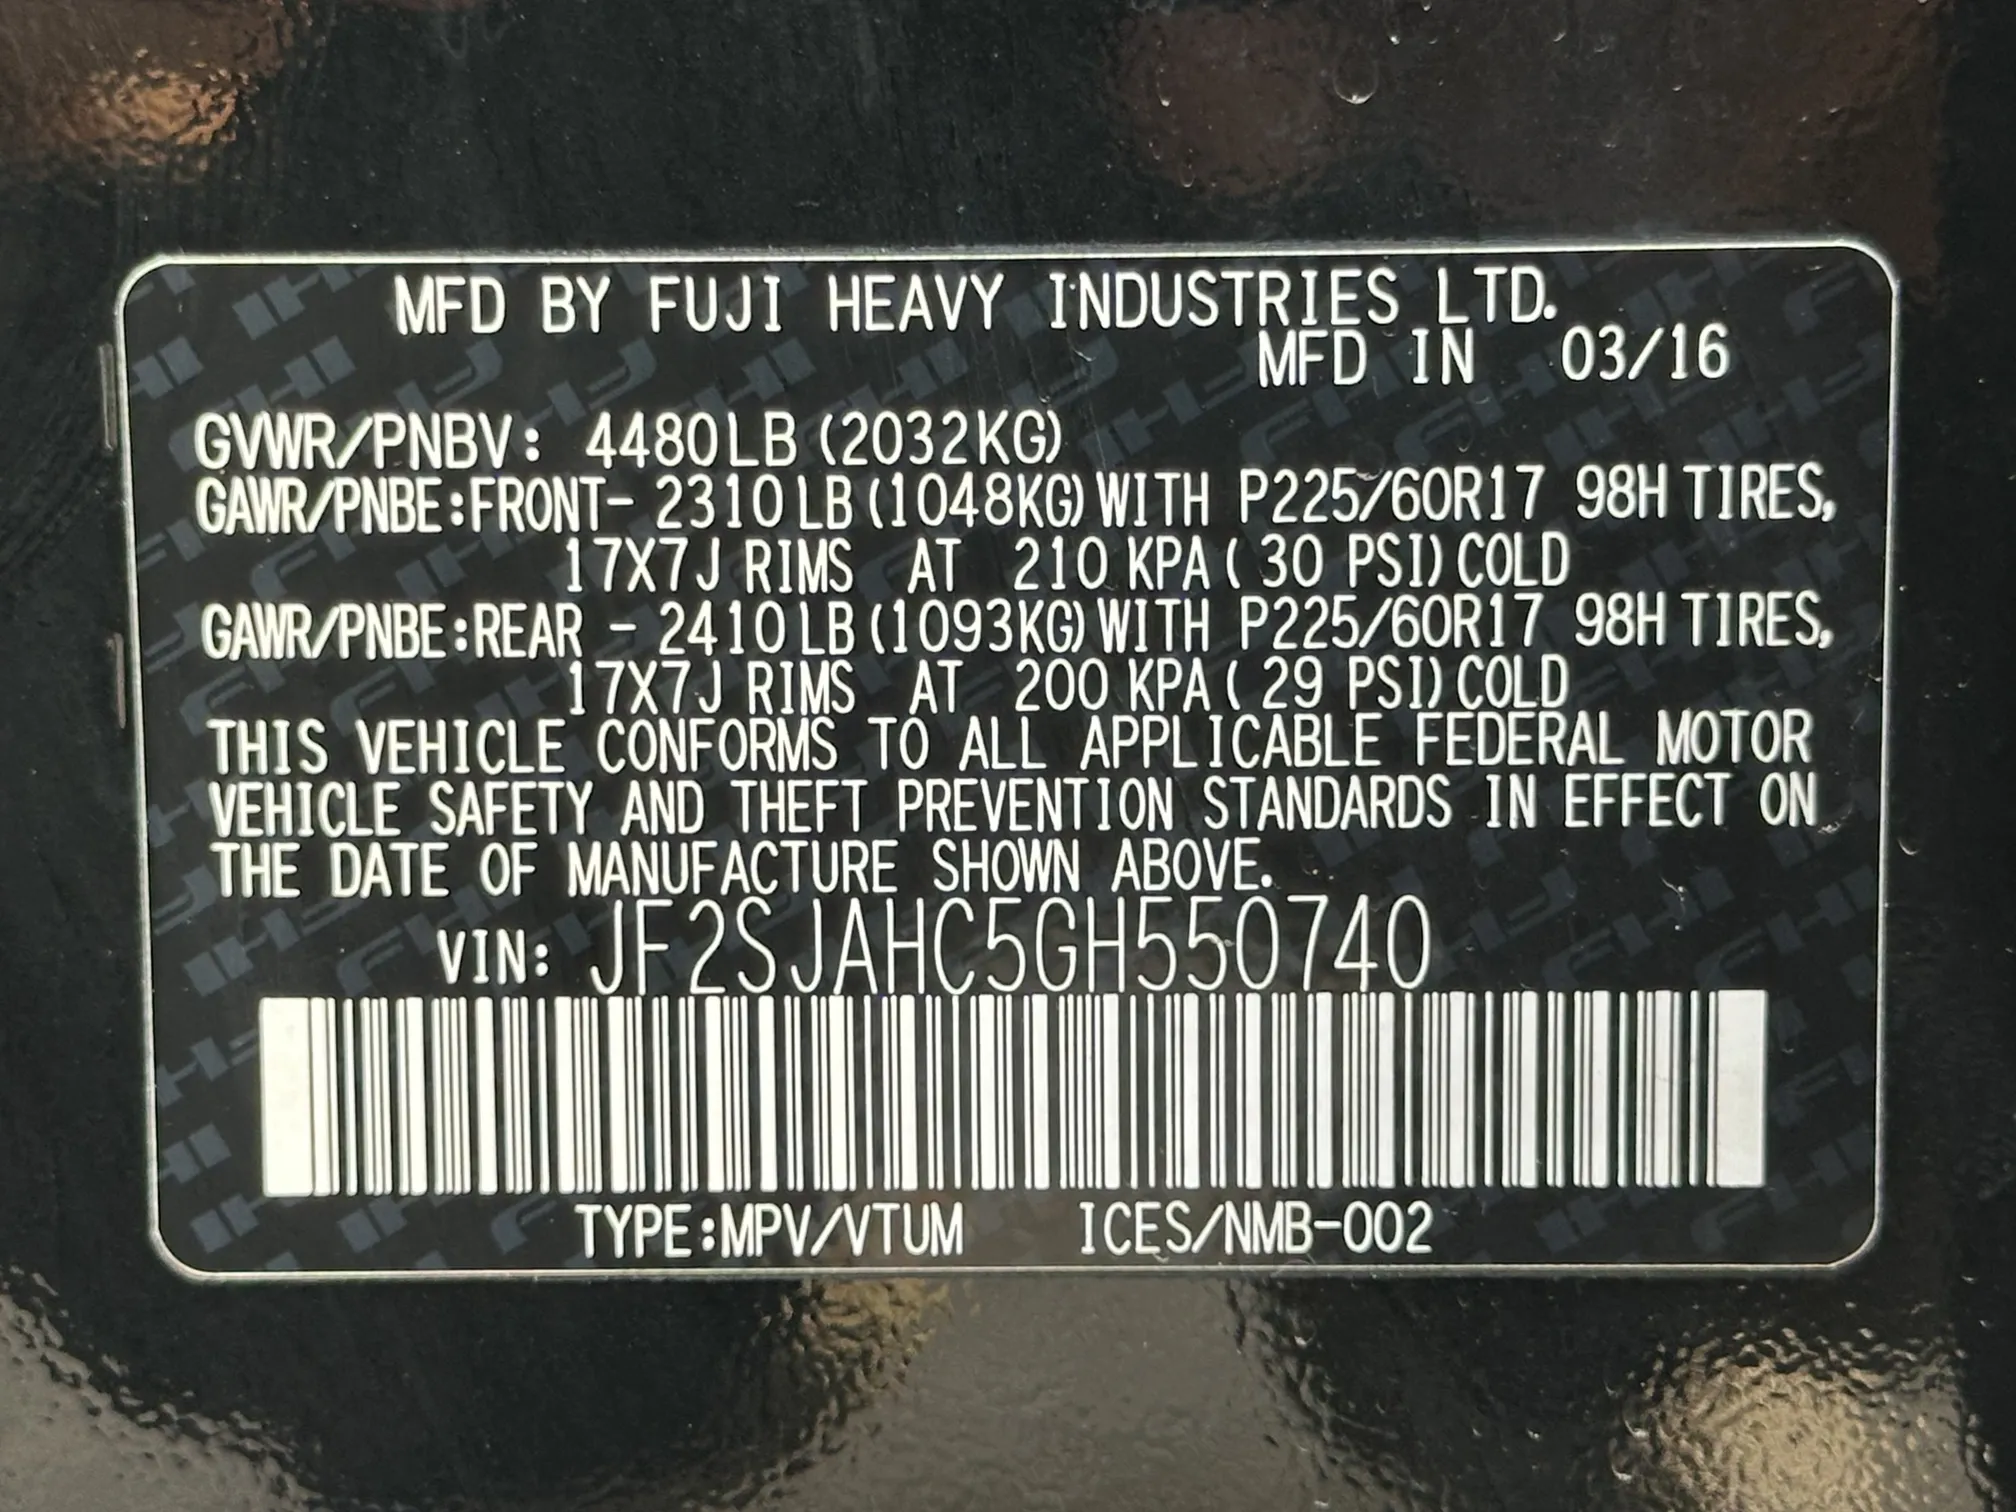 MFD BY FUJI HEAVY INDUSTRIES LTD.
MFD IN 03/16
GVWR/PNBV: 4480LB (2032KG)
GAWR/PNBE:FRONT- 2310LB (1048KG) WITH P225/60R17 98H TIRES,
17X7J RIMS AT 210 KPA ( 30 PSI) COLD
GAWR/PNBE:REAR - 2410LB (1093KG) WITH P225/60R17 98H TIRES,
17X7J RIMS AT 200 KPA ( 29 PSI) COLD
THIS VEHICLE CONFORMS TO ALL APPLICABLE FEDERAL MOTOR
VEHICLE SAFETY AND THEFT PREVENTION STANDARDS IN EFFECT ON
THE DATE OF MANUFACTURE SHOWN ABOVE.
VIN: JF2SJAHC5GH550740
TYPE:MPV/VTUM ICES/NMB-002